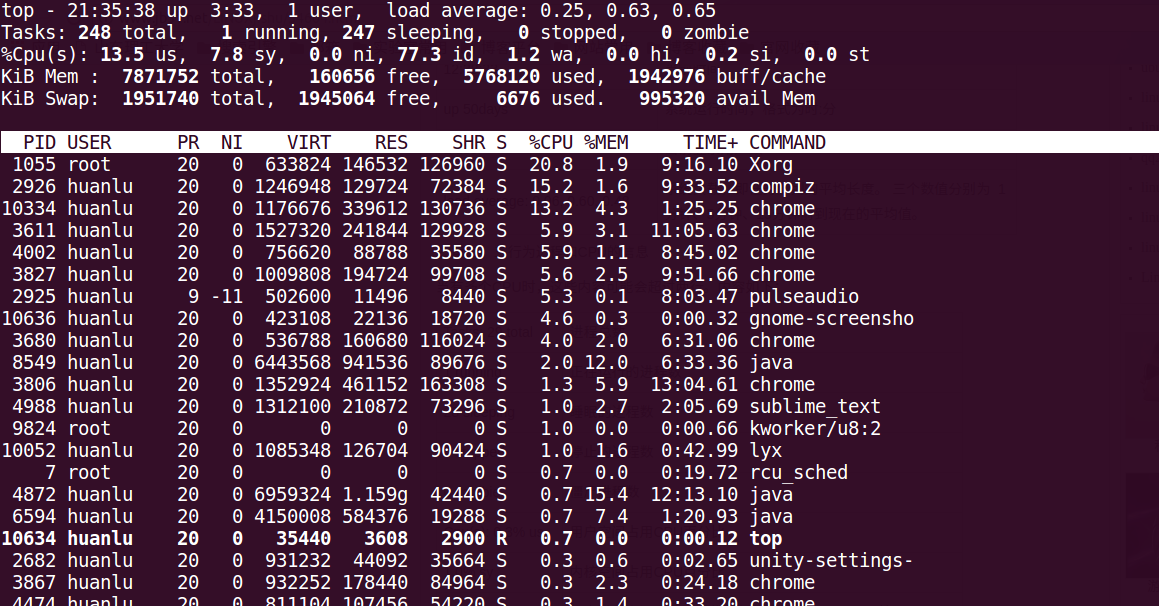 top - 21:35:38 up  3:33,  1 user,  load average: 0.25, 0.63, 0.65
Tasks: 248 total,   1 running, 247 sleeping,   0 stopped,   0 zombie
%Cpu(s): 13.5 us,  7.8 sy,  0.0 ni, 77.3 id,  1.2 wa,  0.0 hi,  0.2 si,  0.0 st
KiB Mem :  7871752 total,   160656 free,  5768120 used,  1942976 buff/cache
KiB Swap:  1951740 total,  1945064 free,     6676 used.   995320 avail Mem
PID USER      PR  NI    VIRT    RES    SHR S  %CPU %MEM     TIME+ COMMAND
1055 root      20   0  633824 146532 126960 S  20.8  1.9   9:16.10 Xorg
2926 huanlu    20   0 1246948 129724  72384 S  15.2  1.6   9:33.52 compiz
10334 huanlu    20   0 1176676 339612 130736 S  13.2  4.3   1:25.25 chrome
3611 huanlu    20   0 1527320 241844 129928 S   5.9  3.1  11:05.63 chrome
4002 huanlu    20   0  756620  88788  35580 S   5.9  1.1   8:45.02 chrome
3827 huanlu    20   0 1009808 194724  99708 S   5.6  2.5   9:51.66 chrome
2925 huanlu     9 -11  502600  11496   8440 S   5.3  0.1   8:03.47 pulseaudio
10636 huanlu    20   0  423108  22136  18720 S   4.6  0.3   0:00.32 gnome-screensho
3680 huanlu    20   0  536788 160680 116024 S   4.0  2.0   6:31.06 chrome
8549 huanlu    20   0 6443568 941536  89676 S   2.0 12.0   6:33.36 java
3806 huanlu    20   0 1352924 461152 163308 S   1.3  5.9  13:04.61 chrome
4988 huanlu    20   0 1312100 210872  73296 S   1.0  2.7   2:05.69 sublime_text
9824 root      20   0       0      0      0 S   1.0  0.0   0:00.66 kworker/u8:2
10052 huanlu    20   0 1085348 126704  90424 S   1.0  1.6   0:42.99 lyx
7 root      20   0       0      0      0 S   0.7  0.0   0:19.72 rcu_sched
4872 huanlu    20   0 6959324 1.159g  42440 S   0.7 15.4  12:13.10 java
6594 huanlu    20   0 4150008 584376  19288 S   0.7  7.4   1:20.93 java
10634 huanlu    20   0   35440   3608   2900 R   0.7  0.0   0:00.12 top
2682 huanlu    20   0  931232  44092  35664 S   0.3  0.6   0:02.65 unity-settings-
3867 huanlu    20   0  932252 178440  84964 S   0.3  2.3   0:24.18 chrome
4474 huanlu    20   0  811104 107456  54220 S   0.3  1.4   0:33.20 chrome